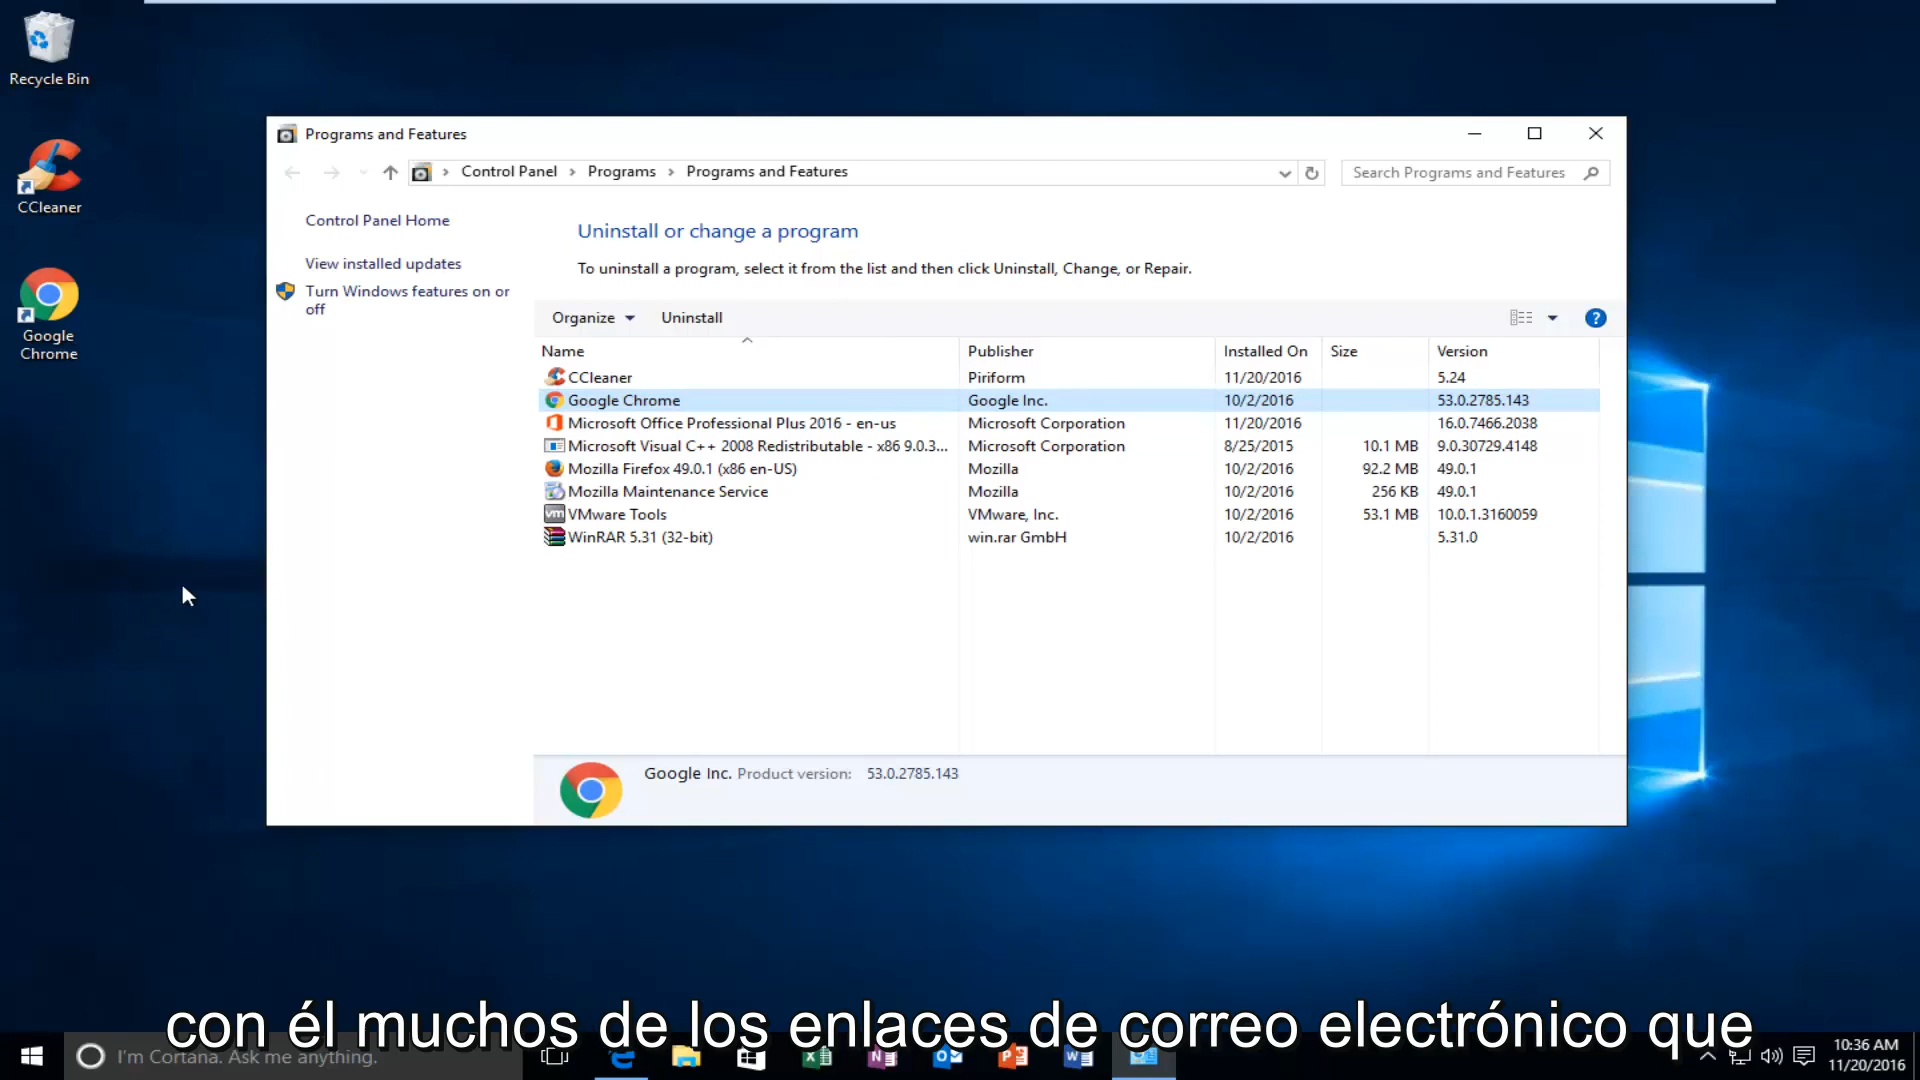 Recycle Bin
CCleaner
Google
Chrome
Programs and Features
Control Panel > Programs > Programs and Features
Search Programs and Features
Control Panel Home
View installed updates
Turn Windows features on or
off
Uninstall or change a program
To uninstall a program, select it from the list and then click Uninstall, Change, or Repair.
Organize Uninstall
Name Publisher Installed On Size Version
CCleaner Piriform 11/20/2016 5.24
Google Chrome Google Inc. 10/2/2016 53.0.2785.143
Microsoft Office Professional Plus 2016 - en-us Microsoft Corporation 11/20/2016 16.0.7466.2038
Microsoft Visual C++ 2008 Redistributable - x86 9.0.3... Microsoft Corporation 8/25/2015 10.1 MB 9.0.30729.4148
Mozilla Firefox 49.0.1 (x86 en-US) Mozilla 10/2/2016 92.2 MB 49.0.1
Mozilla Maintenance Service Mozilla 10/2/2016 256 KB 49.0.1
VMware Tools VMware, Inc. 10/2/2016 53.1 MB 10.0.1.3160059
WinRAR 5.31 (32-bit) win.rar GmbH 10/2/2016 5.31.0
Google Inc. Product version: 53.0.2785.143
con él muchos de los enlaces de correo electrónico que
I'm Cortana. Ask me anything.
10:36 AM
11/20/2016